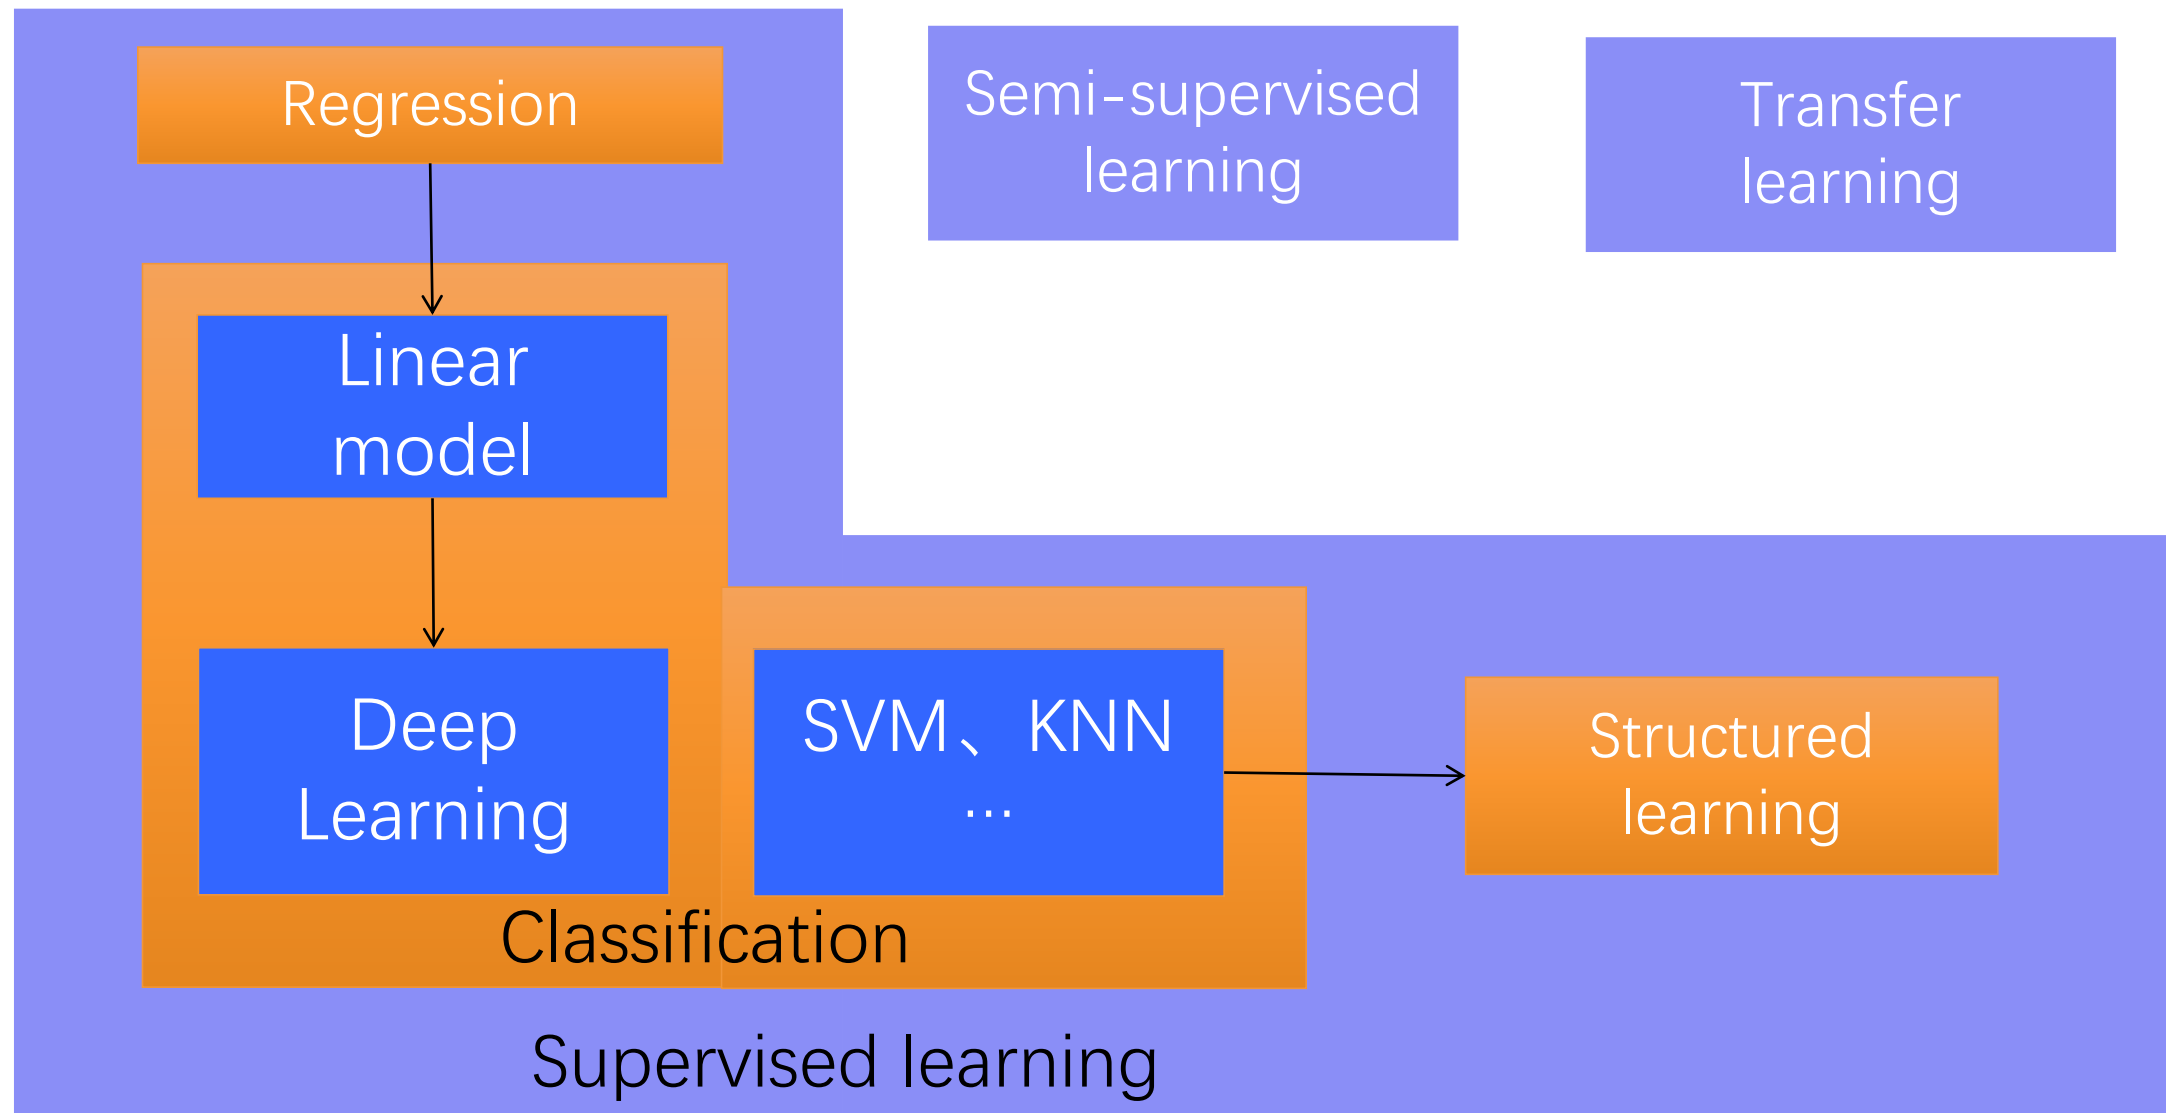 Regression
Semi-supervised
learning
Transfer
learning
Linear
model
Deep
Learning
SVM、KNN
...
Structured
learning
Classification
Supervised learning